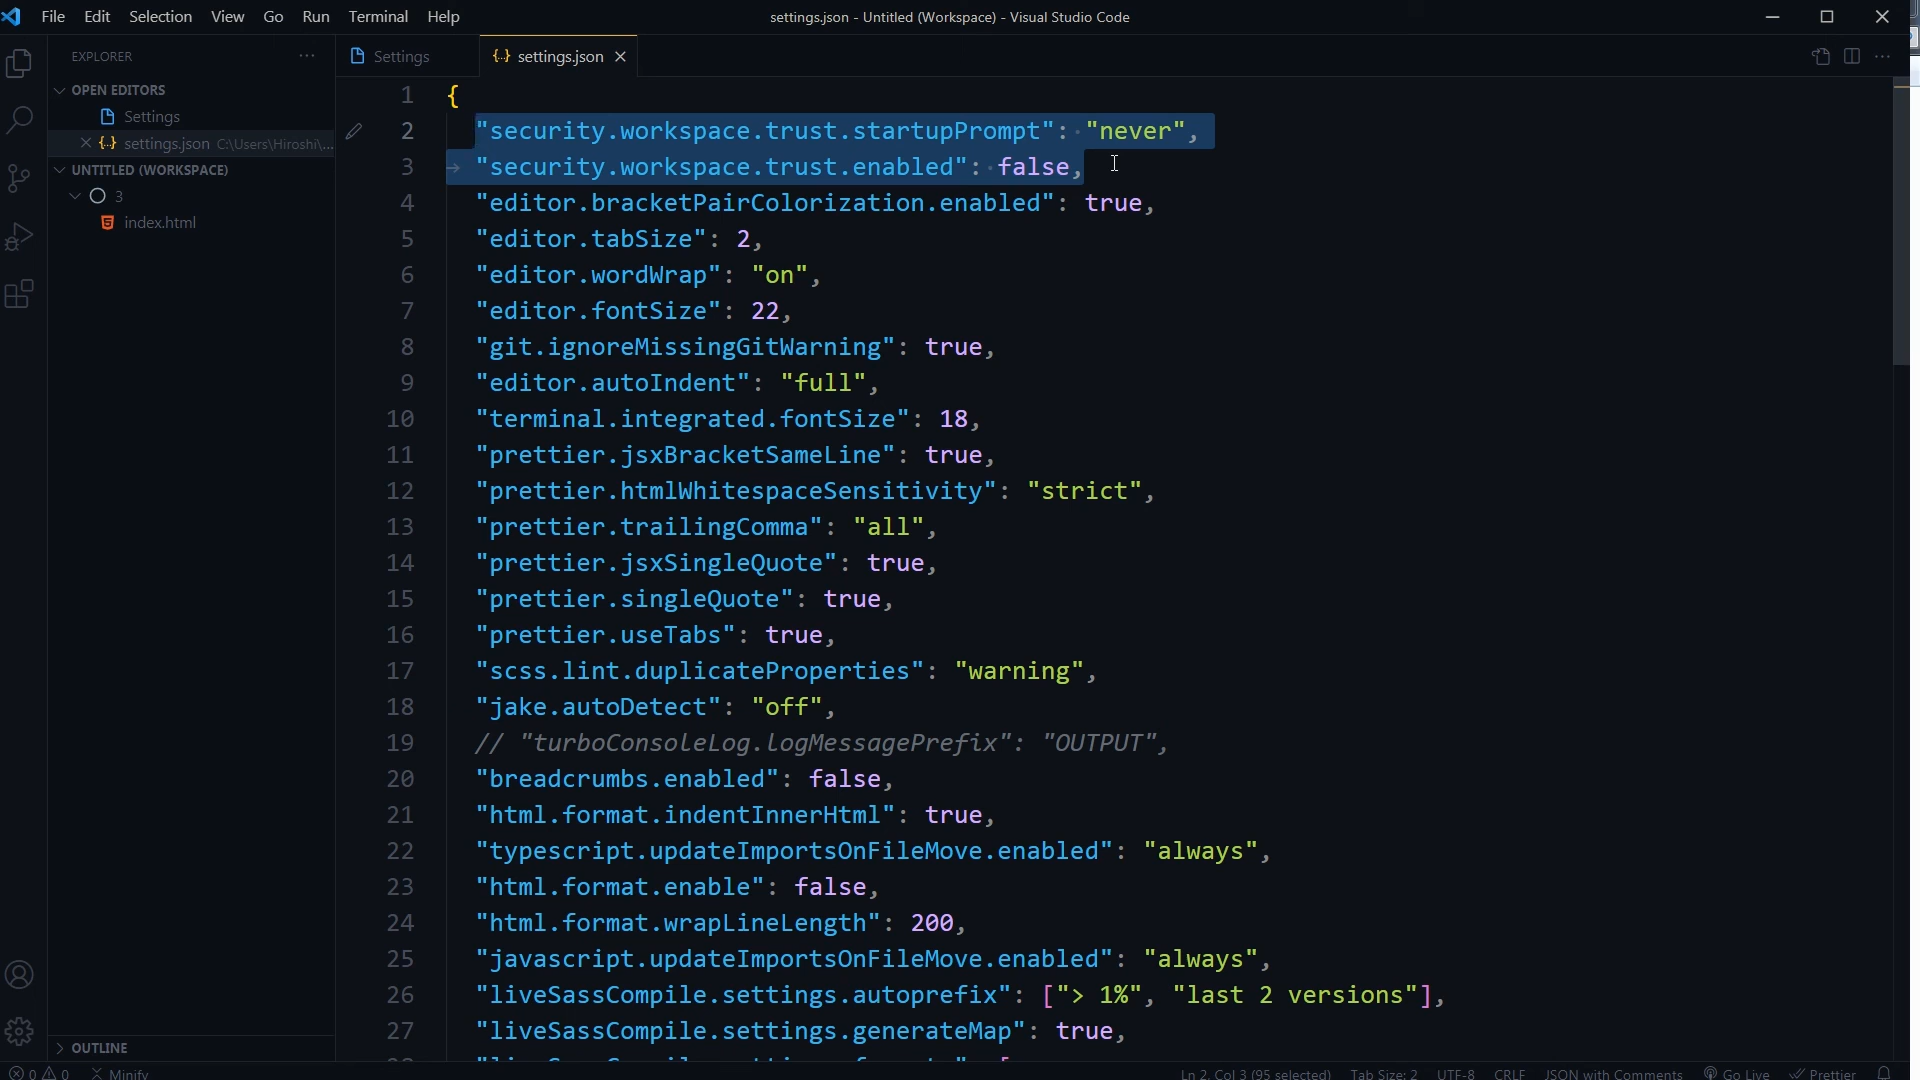 File Edit Selection View Go Run Terminal Help
settings.json - Untitled (Workspace) - Visual Studio Code
EXPLORER
OPEN EDITORS
Settings
settings.json C:\Users\Hiroshi\...
UNTITLED (WORKSPACE)
3
index.html
OUTLINE
Settings
settings.json
1 {
2 "security.workspace.trust.startupPrompt": "never",
3 "security.workspace.trust.enabled": false,
4 "editor.bracketPairColorization.enabled": true,
5 "editor.tabSize": 2,
6 "editor.wordWrap": "on",
7 "editor.fontSize": 22,
8 "git.ignoreMissingGitWarning": true,
9 "editor.autoIndent": "full",
10 "terminal.integrated.fontSize": 18,
11 "prettier.jsxBracketSameLine": true,
12 "prettier.htmlWhitespaceSensitivity": "strict",
13 "prettier.trailingComma": "all",
14 "prettier.jsxSingleQuote": true,
15 "prettier.singleQuote": true,
16 "prettier.useTabs": true,
17 "scss.lint.duplicateProperties": "warning",
18 "jake.autoDetect": "off",
19 // "turboConsoleLog.logMessagePrefix": "OUTPUT",
20 "breadcrumbs.enabled": false,
21 "html.format.indentInnerHtml": true,
22 "typescript.updateImportsOnFileMove.enabled": "always",
23 "html.format.enable": false,
24 "html.format.wrapLineLength": 200,
25 "javascript.updateImportsOnFileMove.enabled": "always",
26 "liveSassCompile.settings.autoprefix": ["> 1%", "last 2 versions"],
27 "liveSassCompile.settings.generateMap": true,
0 0 Minify
Ln 2, Col 3 (95 selected) Tab Size: 2 UTF-8 CRLF JSON with Comments Go Live Prettier